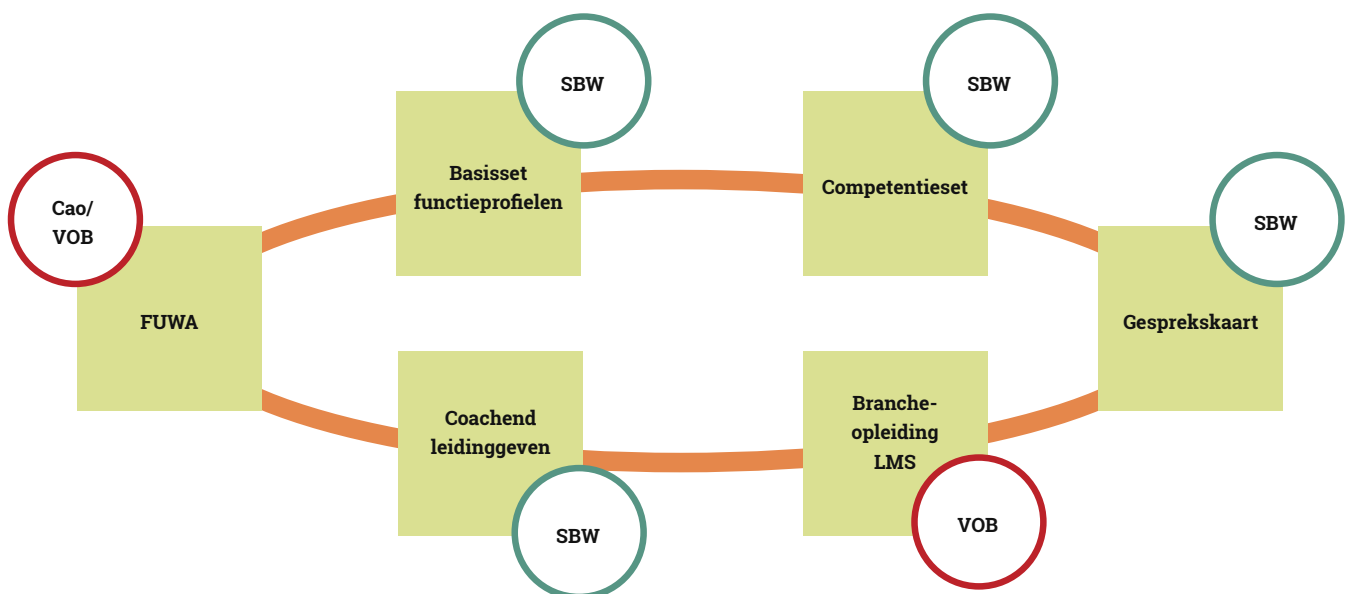 SBW
Basisset
functieprofielen
SBW
Competentieset
SBW
Gesprekskaart
Cao/
VOB
FUWA
Coachend
leidinggeven
SBW
Branche-
opleiding
LMS
VOB